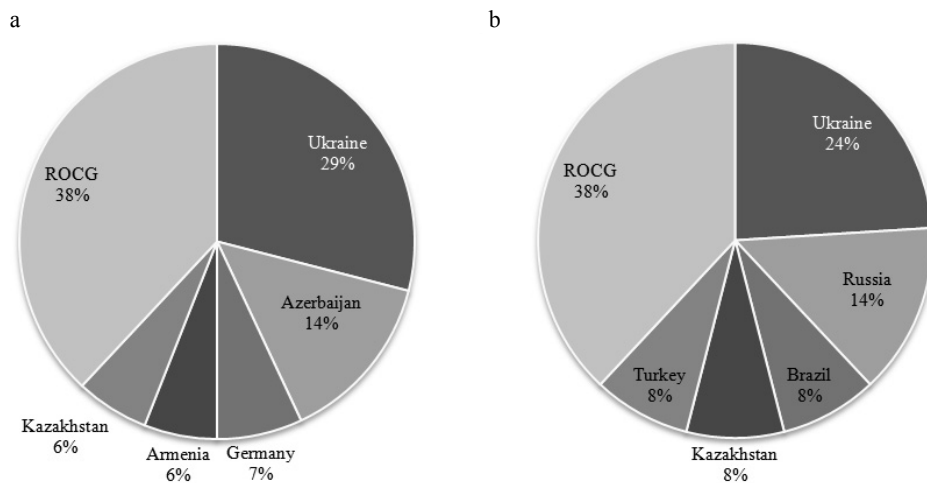 a
Ukraine
29%
Azerbaijan
14%
Germany
7%
Armenia
6%
Kazakhstan
6%
ROCG
38%
b
Ukraine
24%
Russia
14%
Brazil
8%
Kazakhstan
8%
Turkey
8%
ROCG
38%